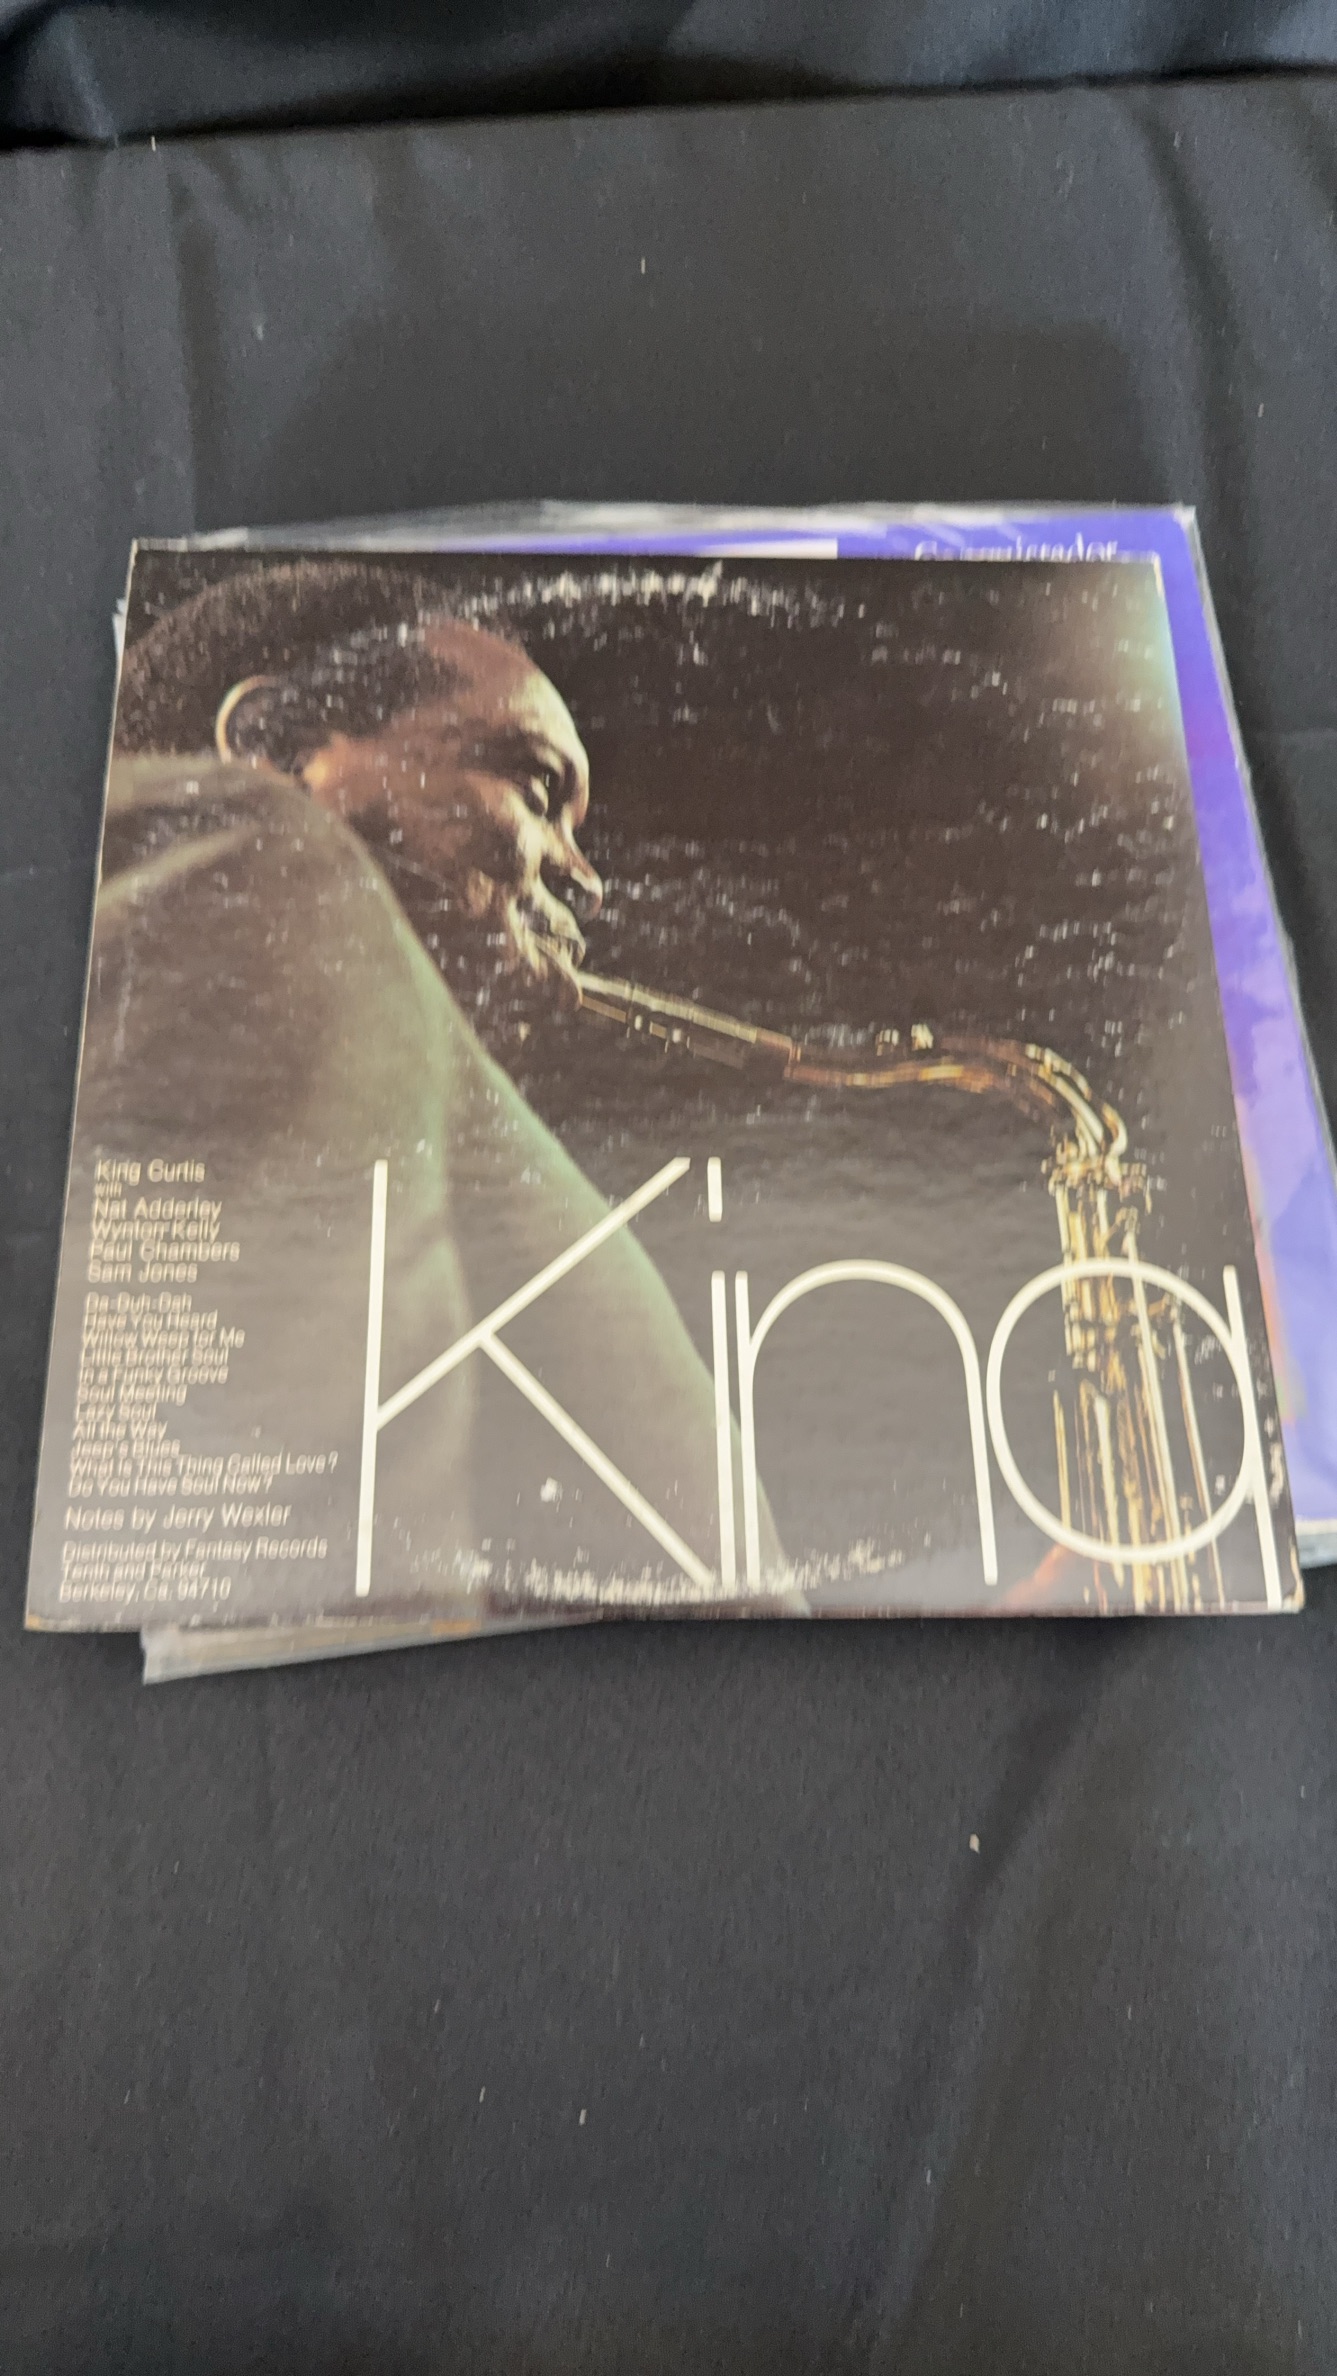 King Curtis
with
Nat Adderley
Wynton Kelly
Paul Chambers
Sam Jones
Da-Duh-Dah
Have You Heard
Willow Weep for Me
Little Brother Soul
In a Funky Groove
Soul Meeting
Lazy Soul
All the Way
Jeep's Blues
What Is This Thing Called Love?
Do You Have Soul Now?
Notes by Jerry Wexler
Distributed by Fantasy Records
Tenth and Parker
Berkeley, Ca. 94710
King